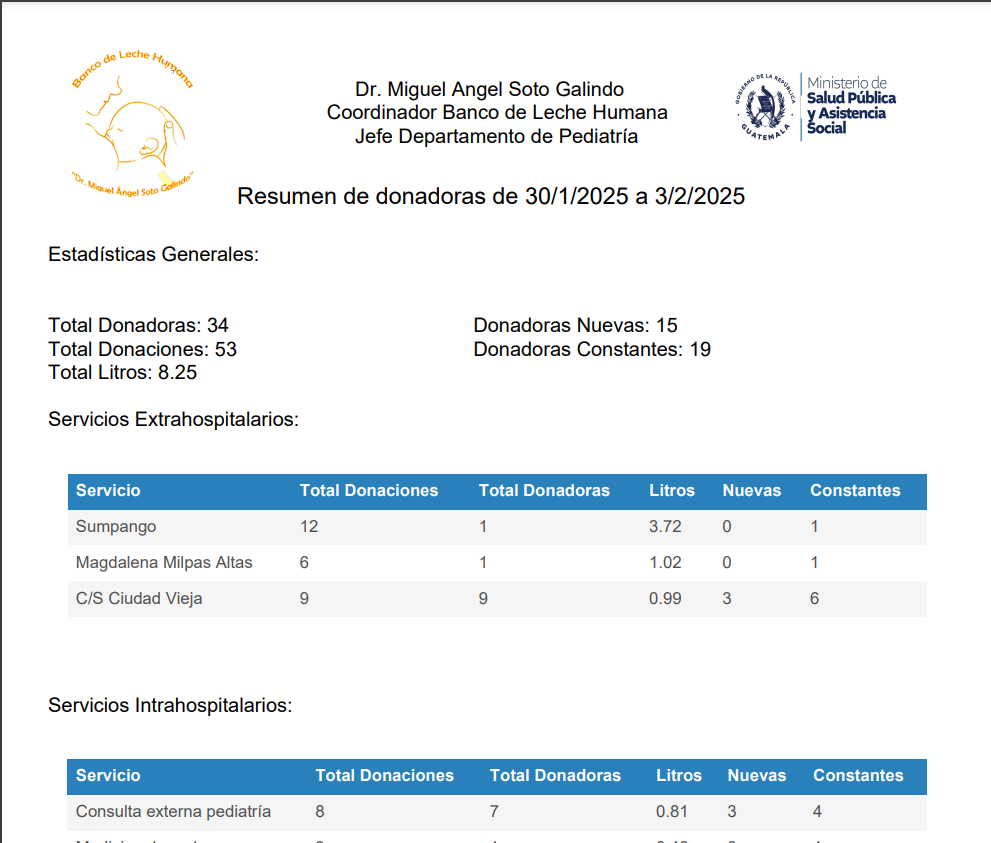 Banco de Leche Humana
"Dr. Miguel Ángel Soto Galindo"
Dr. Miguel Angel Soto Galindo
Coordinador Banco de Leche Humana
Jefe Departamento de Pediatría
GOBIERNO DE LA REPÚBLICA
GUATEMALA
Ministerio de
Salud Pública
y Asistencia
Social
Resumen de donadoras de 30/1/2025 a 3/2/2025
Estadísticas Generales:
Total Donadoras: 34 Donadoras Nuevas: 15
Total Donaciones: 53 Donadoras Constantes: 19
Total Litros: 8.25
Servicios Extrahospitalarios:
Servicio Total Donaciones Total Donadoras Litros Nuevas Constantes
Sumpango 12 1 3.72 0 1
Magdalena Milpas Altas 6 1 1.02 0 1
C/S Ciudad Vieja 9 9 0.99 3 6
Servicios Intrahospitalarios:
Servicio Total Donaciones Total Donadoras Litros Nuevas Constantes
Consulta externa pediatría 8 7 0.81 3 4